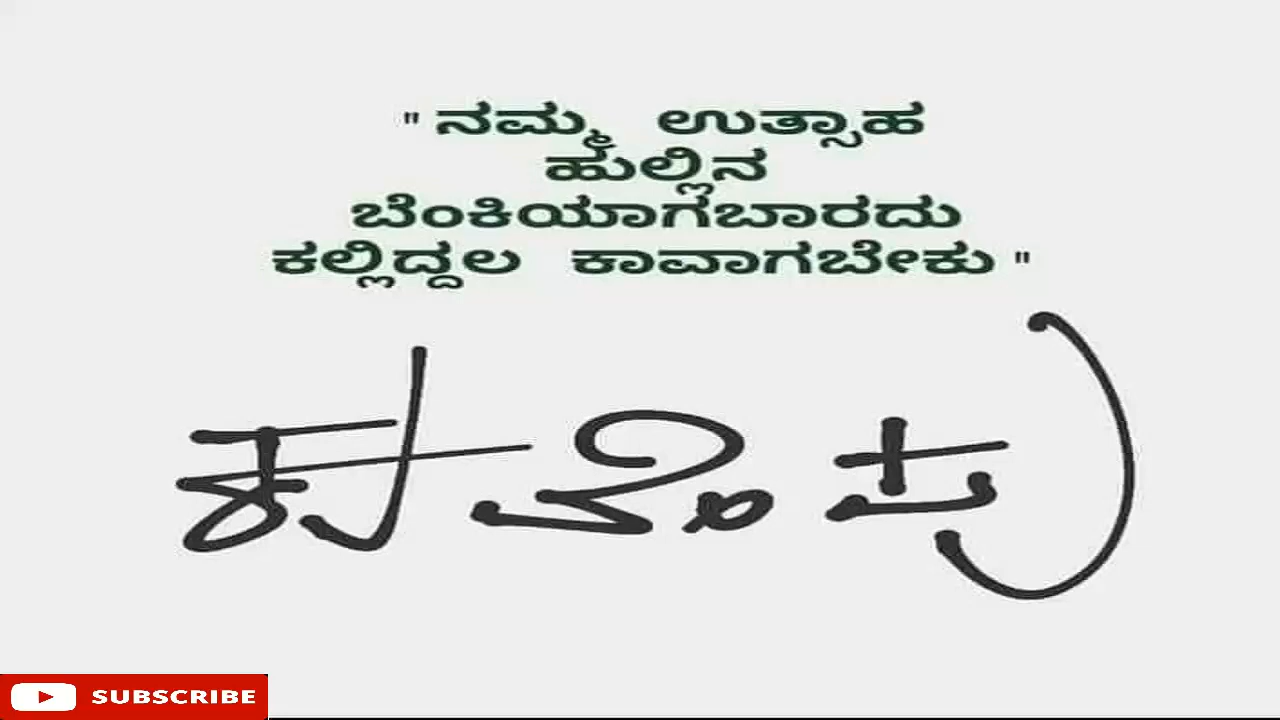 " ನಮ್ಮ ಉತ್ಸಾಹ
ಹುಲ್ಲಿನ
ಬೆಂಕಿಯಾಗಬಾರದು
ಕಲ್ಲಿದ್ದಲ ಕಾವಾಗಬೇಕು "
SUBSCRIBE